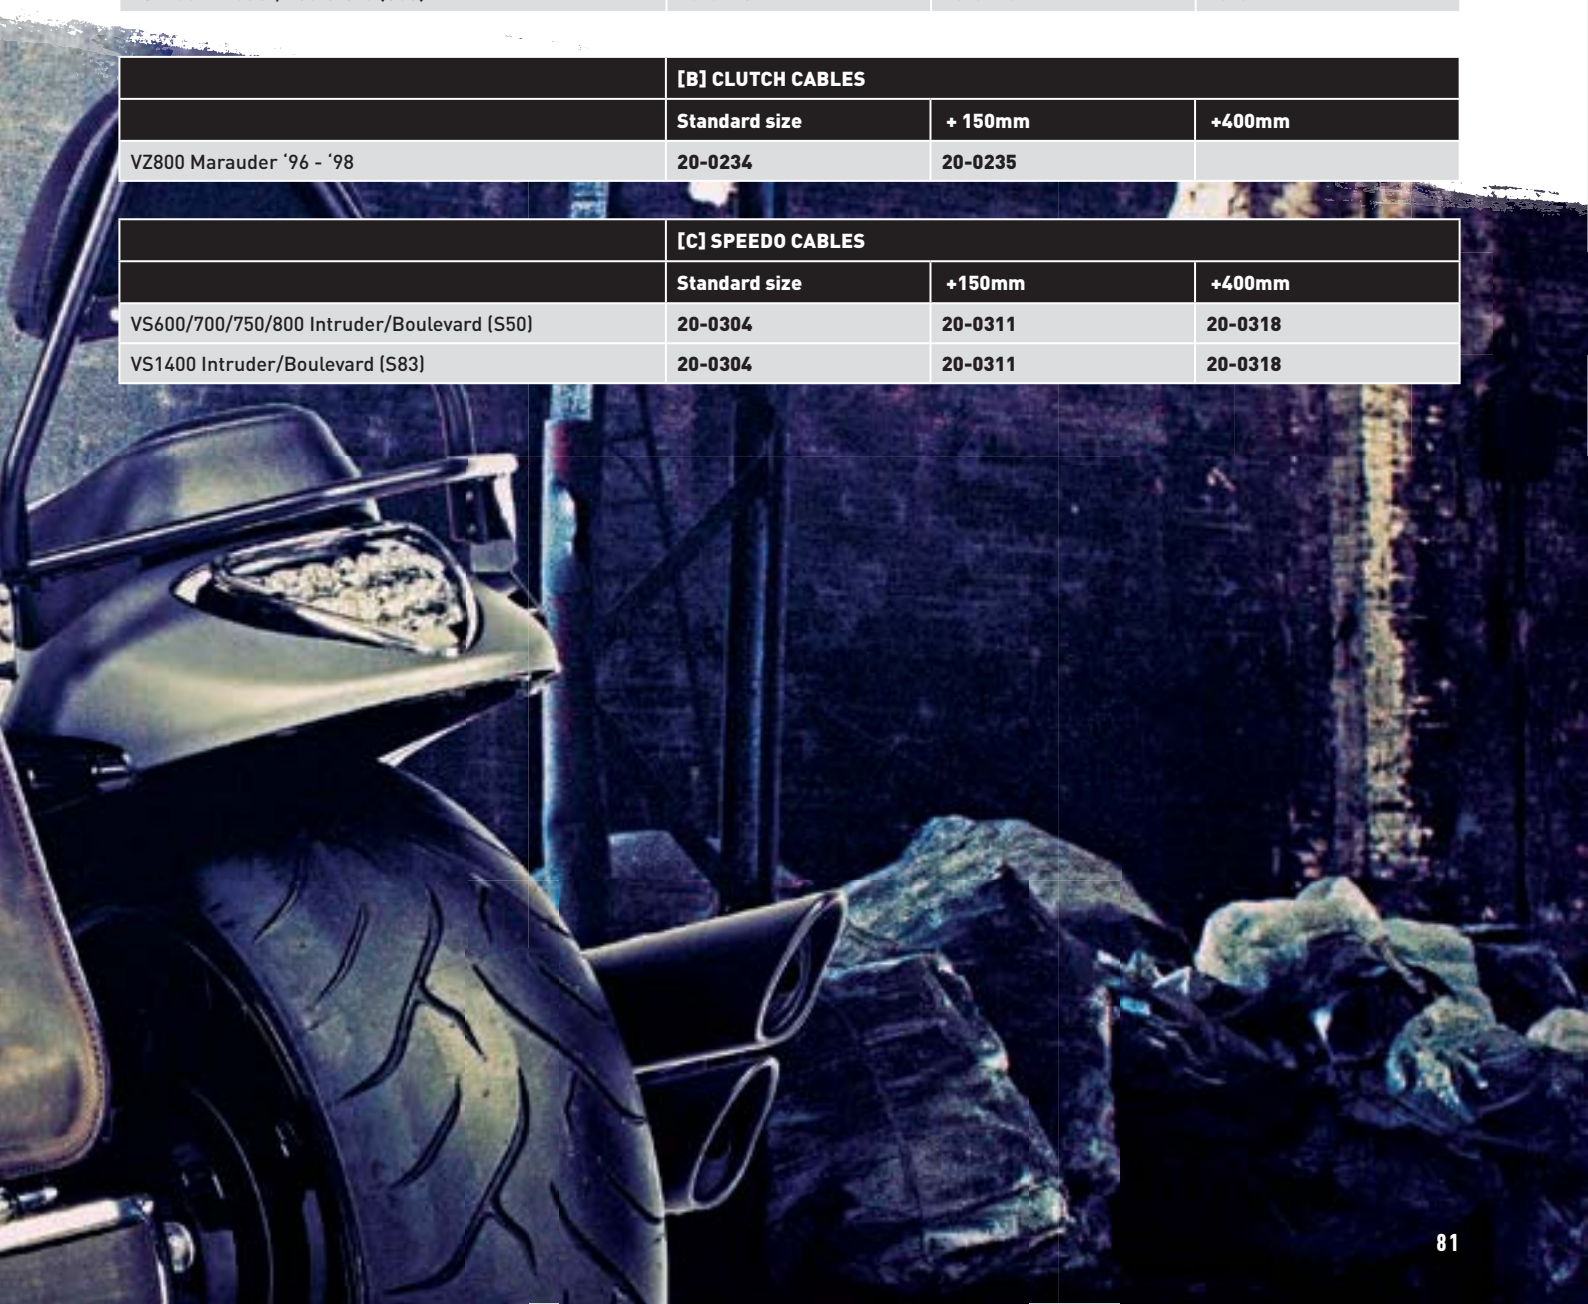 [B] CLUTCH CABLES
Standard size + 150mm +400mm
VZ800 Marauder ‘96 - ‘98 20-0234 20-0235
[C] SPEEDO CABLES
Standard size +150mm +400mm
VS600/700/750/800 Intruder/Boulevard (S50) 20-0304 20-0311 20-0318
VS1400 Intruder/Boulevard (S83) 20-0304 20-0311 20-0318
81